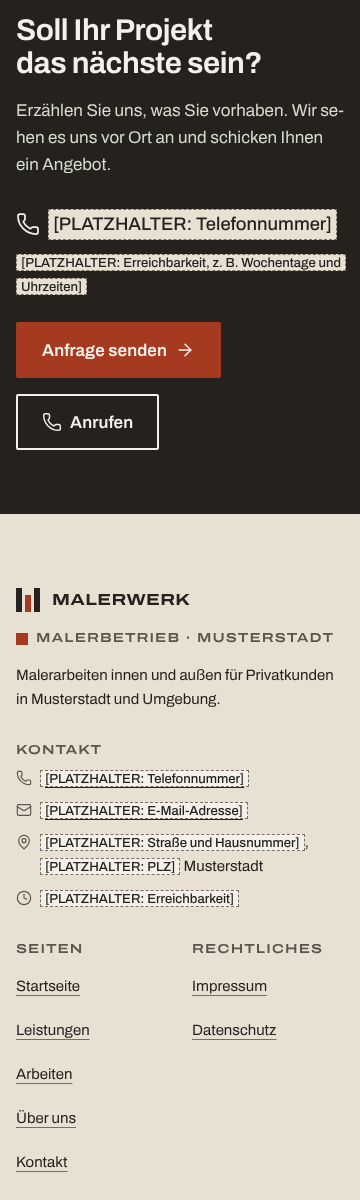 Soll Ihr Projekt
das nächste sein?
Erzählen Sie uns, was Sie vorhaben. Wir se-
hen es uns vor Ort an und schicken Ihnen
ein Angebot.
[PLATZHALTER: Telefonnummer]
[PLATZHALTER: Erreichbarkeit, z. B. Wochentage und
Uhrzeiten]
Anfrage senden →
Anrufen
MALERWERK
MALERBETRIEB · MUSTERSTADT
Malerarbeiten innen und außen für Privatkunden
in Musterstadt und Umgebung.
KONTAKT
[PLATZHALTER: Telefonnummer]
[PLATZHALTER: E-Mail-Adresse]
[PLATZHALTER: Straße und Hausnummer],
[PLATZHALTER: PLZ] Musterstadt
[PLATZHALTER: Erreichbarkeit]
SEITEN
Startseite
Leistungen
Arbeiten
Über uns
Kontakt
RECHTLICHES
Impressum
Datenschutz